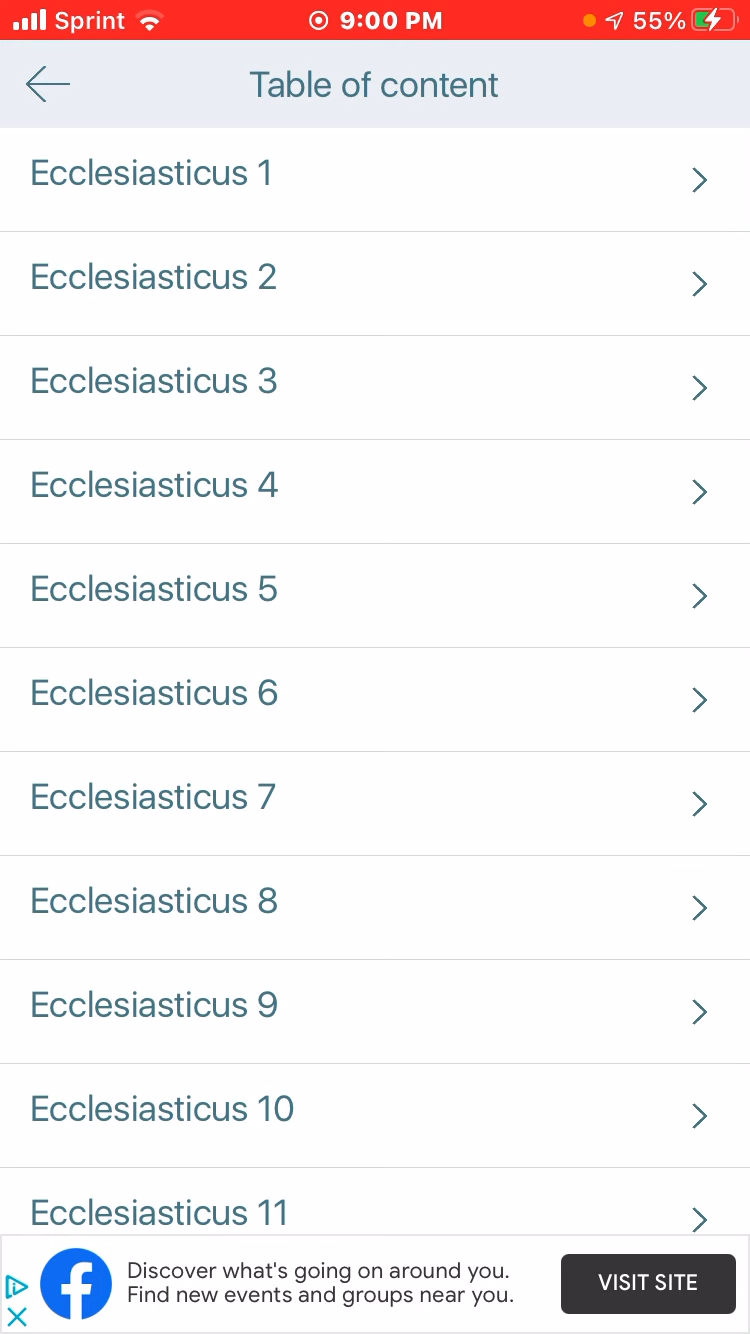 Sprint 9:00 PM 55%
Table of content
Ecclesiasticus 1
Ecclesiasticus 2
Ecclesiasticus 3
Ecclesiasticus 4
Ecclesiasticus 5
Ecclesiasticus 6
Ecclesiasticus 7
Ecclesiasticus 8
Ecclesiasticus 9
Ecclesiasticus 10
Ecclesiasticus 11
Discover what's going on around you.
Find new events and groups near you.
VISIT SITE